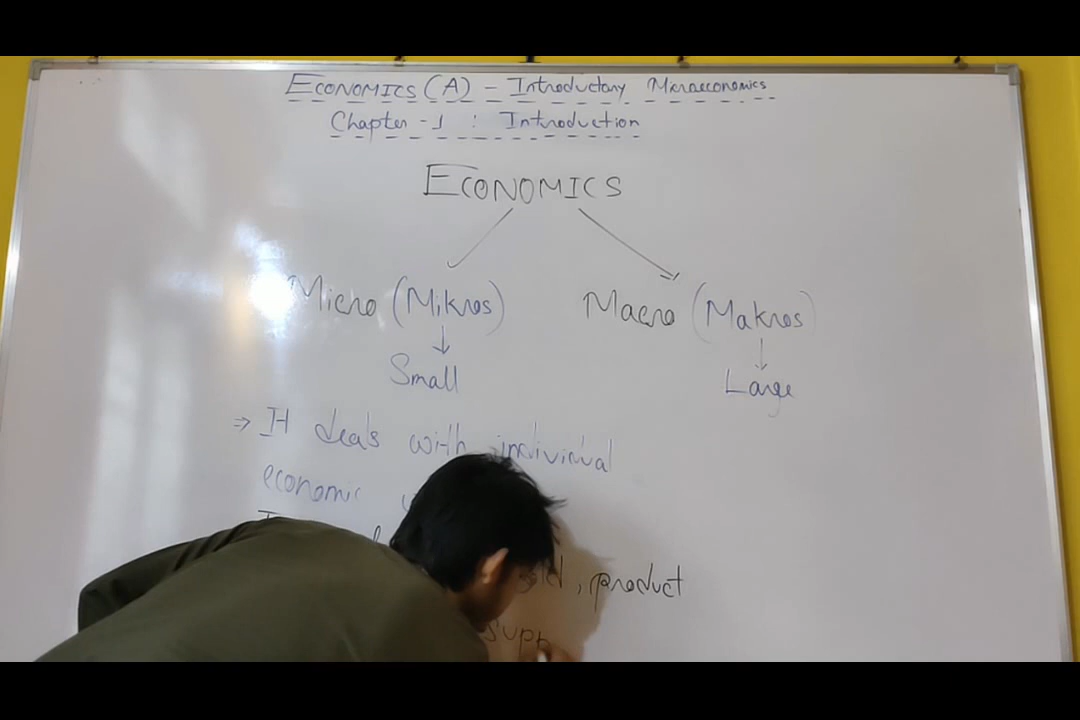 ECONOMICS (A) - Introductory Microeconomics
Chapter - 1 : Introduction
ECONOMICS
Micro (Mikros) Macro (Makros)
Small Large
⇒ It deals with individual
economic
, product
supp